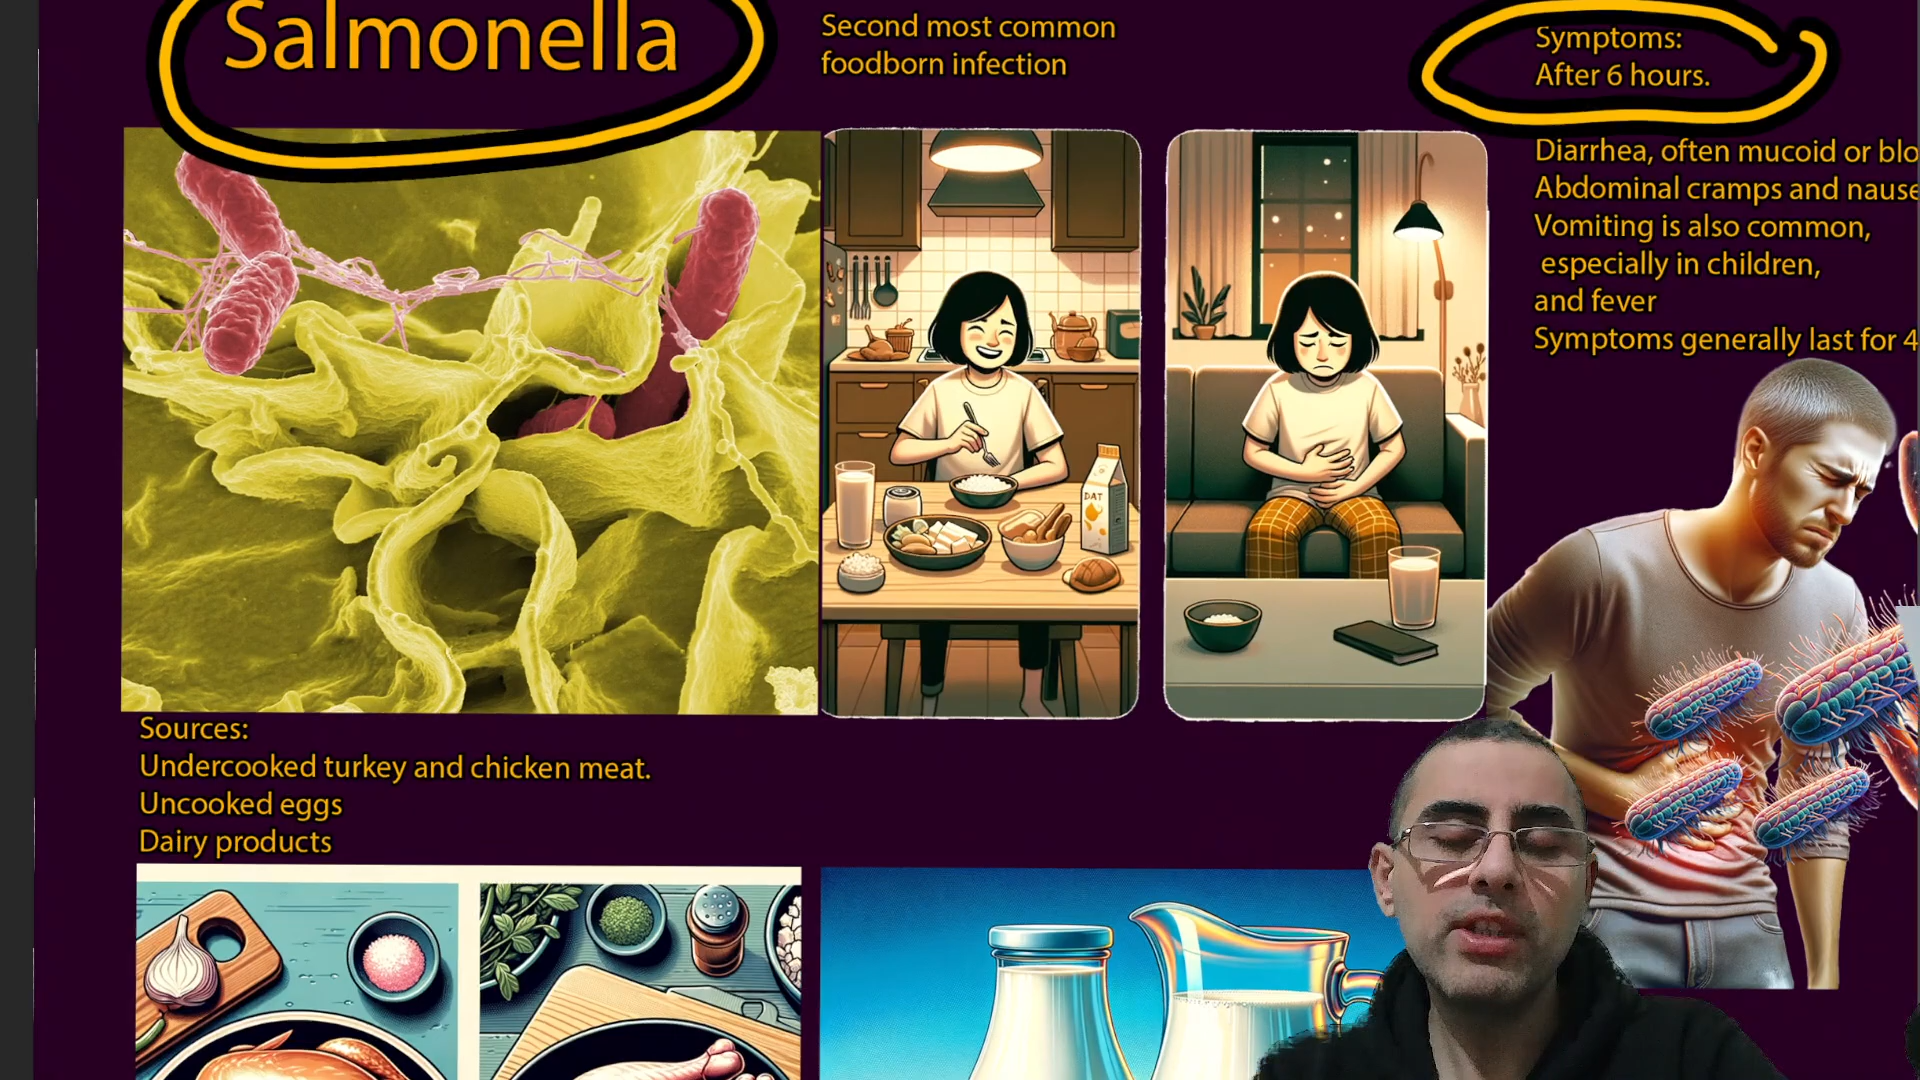 Salmonella
Second most common
foodborn infection
Symptoms:
After 6 hours.
Diarrhea, often mucoid or
Abdominal cramps and
Vomiting is also common,
especially in children,
and fever
Symptoms generally last for 4
DAT
Sources:
Undercooked turkey and chicken meat.
Uncooked eggs
Dairy products